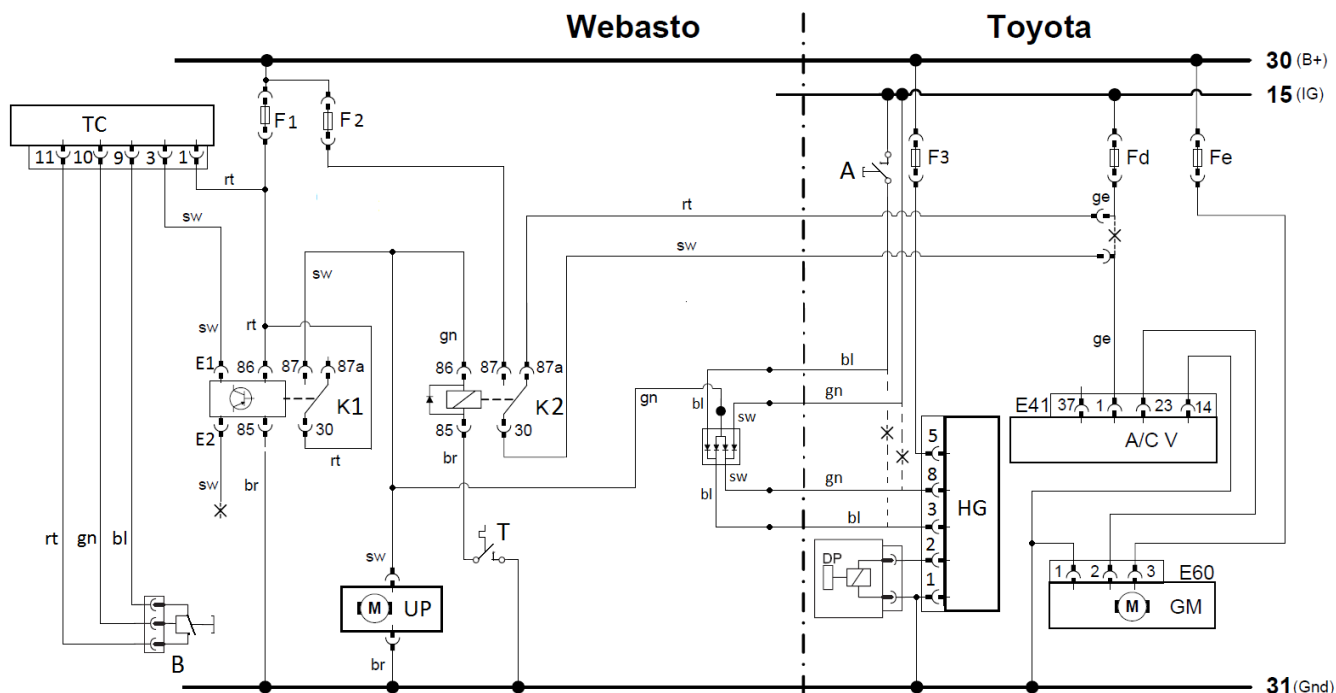 Webasto Toyota
30 (B+)
15 (IG)
TC
11 10 9 3 1
F1 F2
A F3 Fd Fe
rt
sw
rt
ge
sw
sw
gn
bl
ge
sw rt
E1 86 87 87a
86 87 87a
gn
bl
gn
sw
K1
K2
E41 37 1 23 14
A/C V
E2 85 30
85 30
rt
br
5
sw
gn
8
sw br
bl
HG
bl
3
rt gn bl
T
2
DP
1
sw
1 2 3 E60
M UP
M GM
B
br
31 (Gnd)